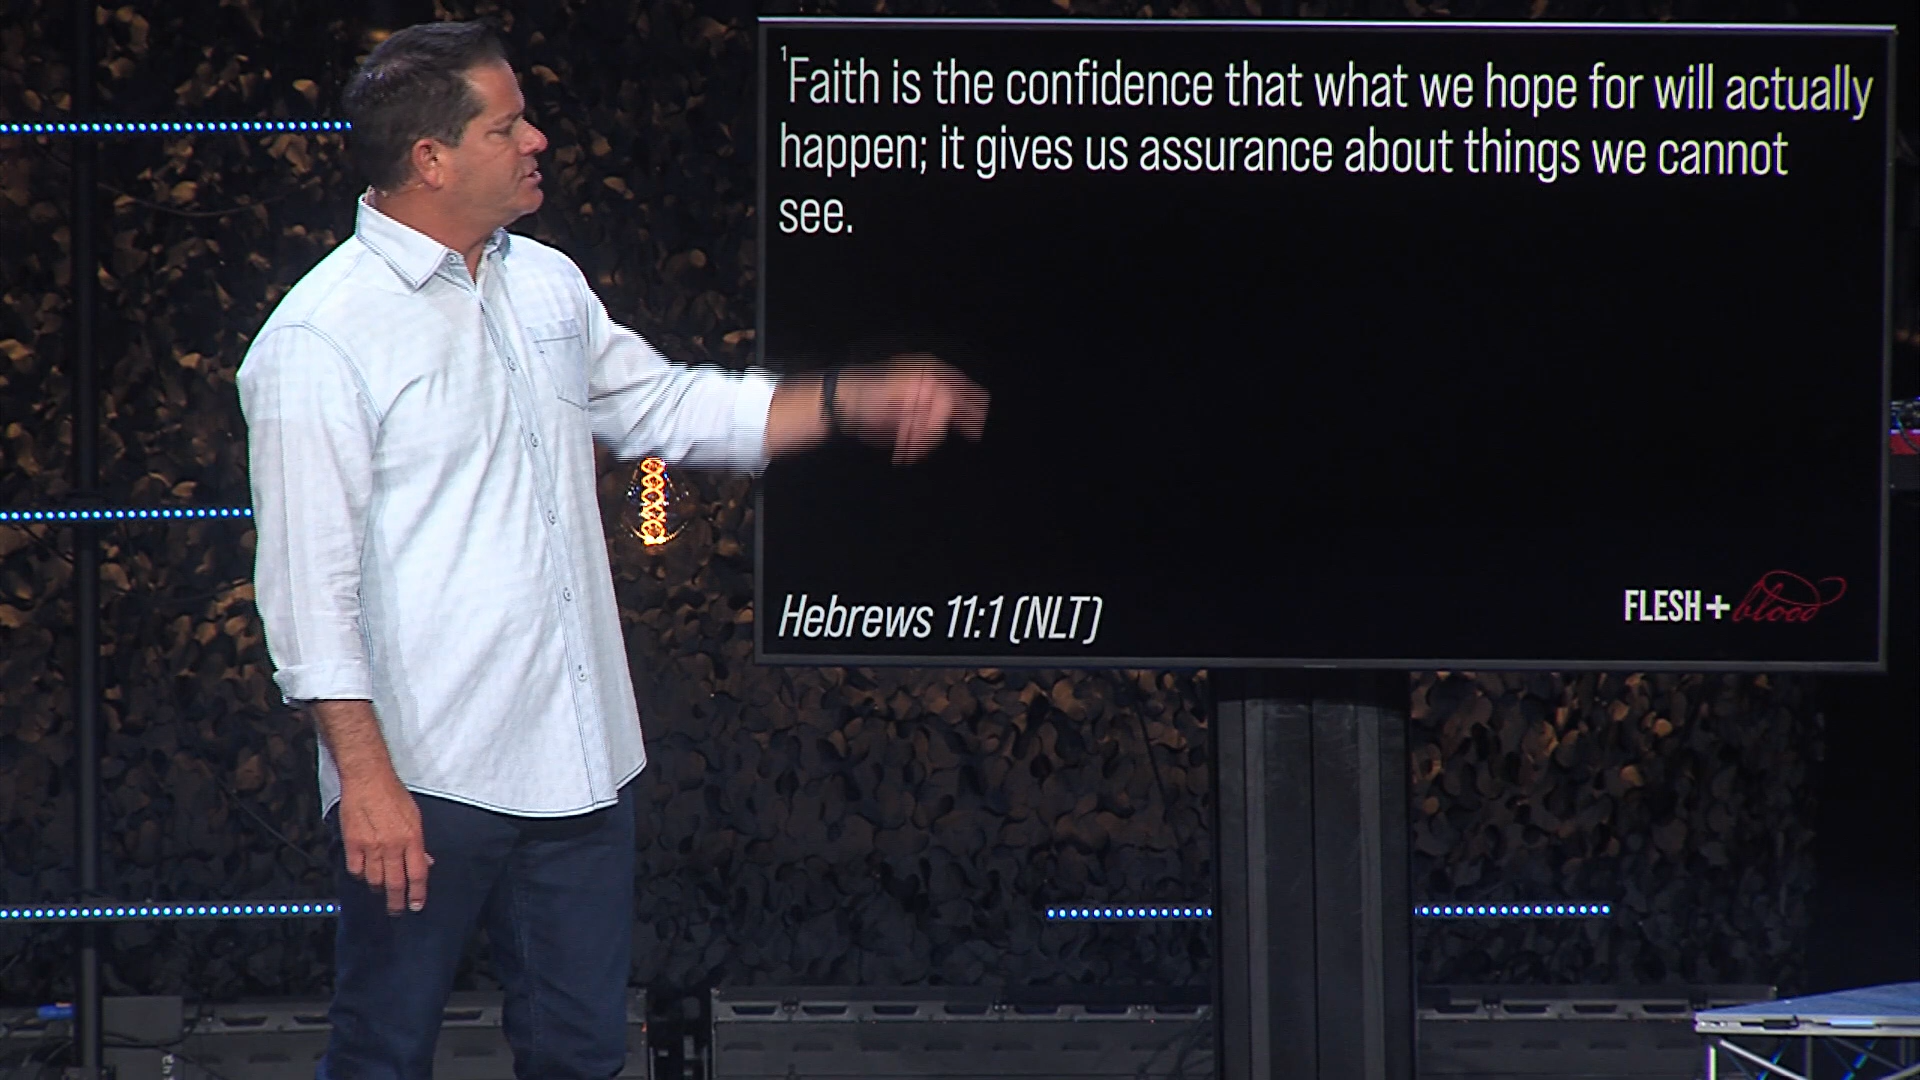 ¹Faith is the confidence that what we hope for will actually
happen; it gives us assurance about things we cannot
see.
Hebrews 11:1 (NLT)
FLESH + blood